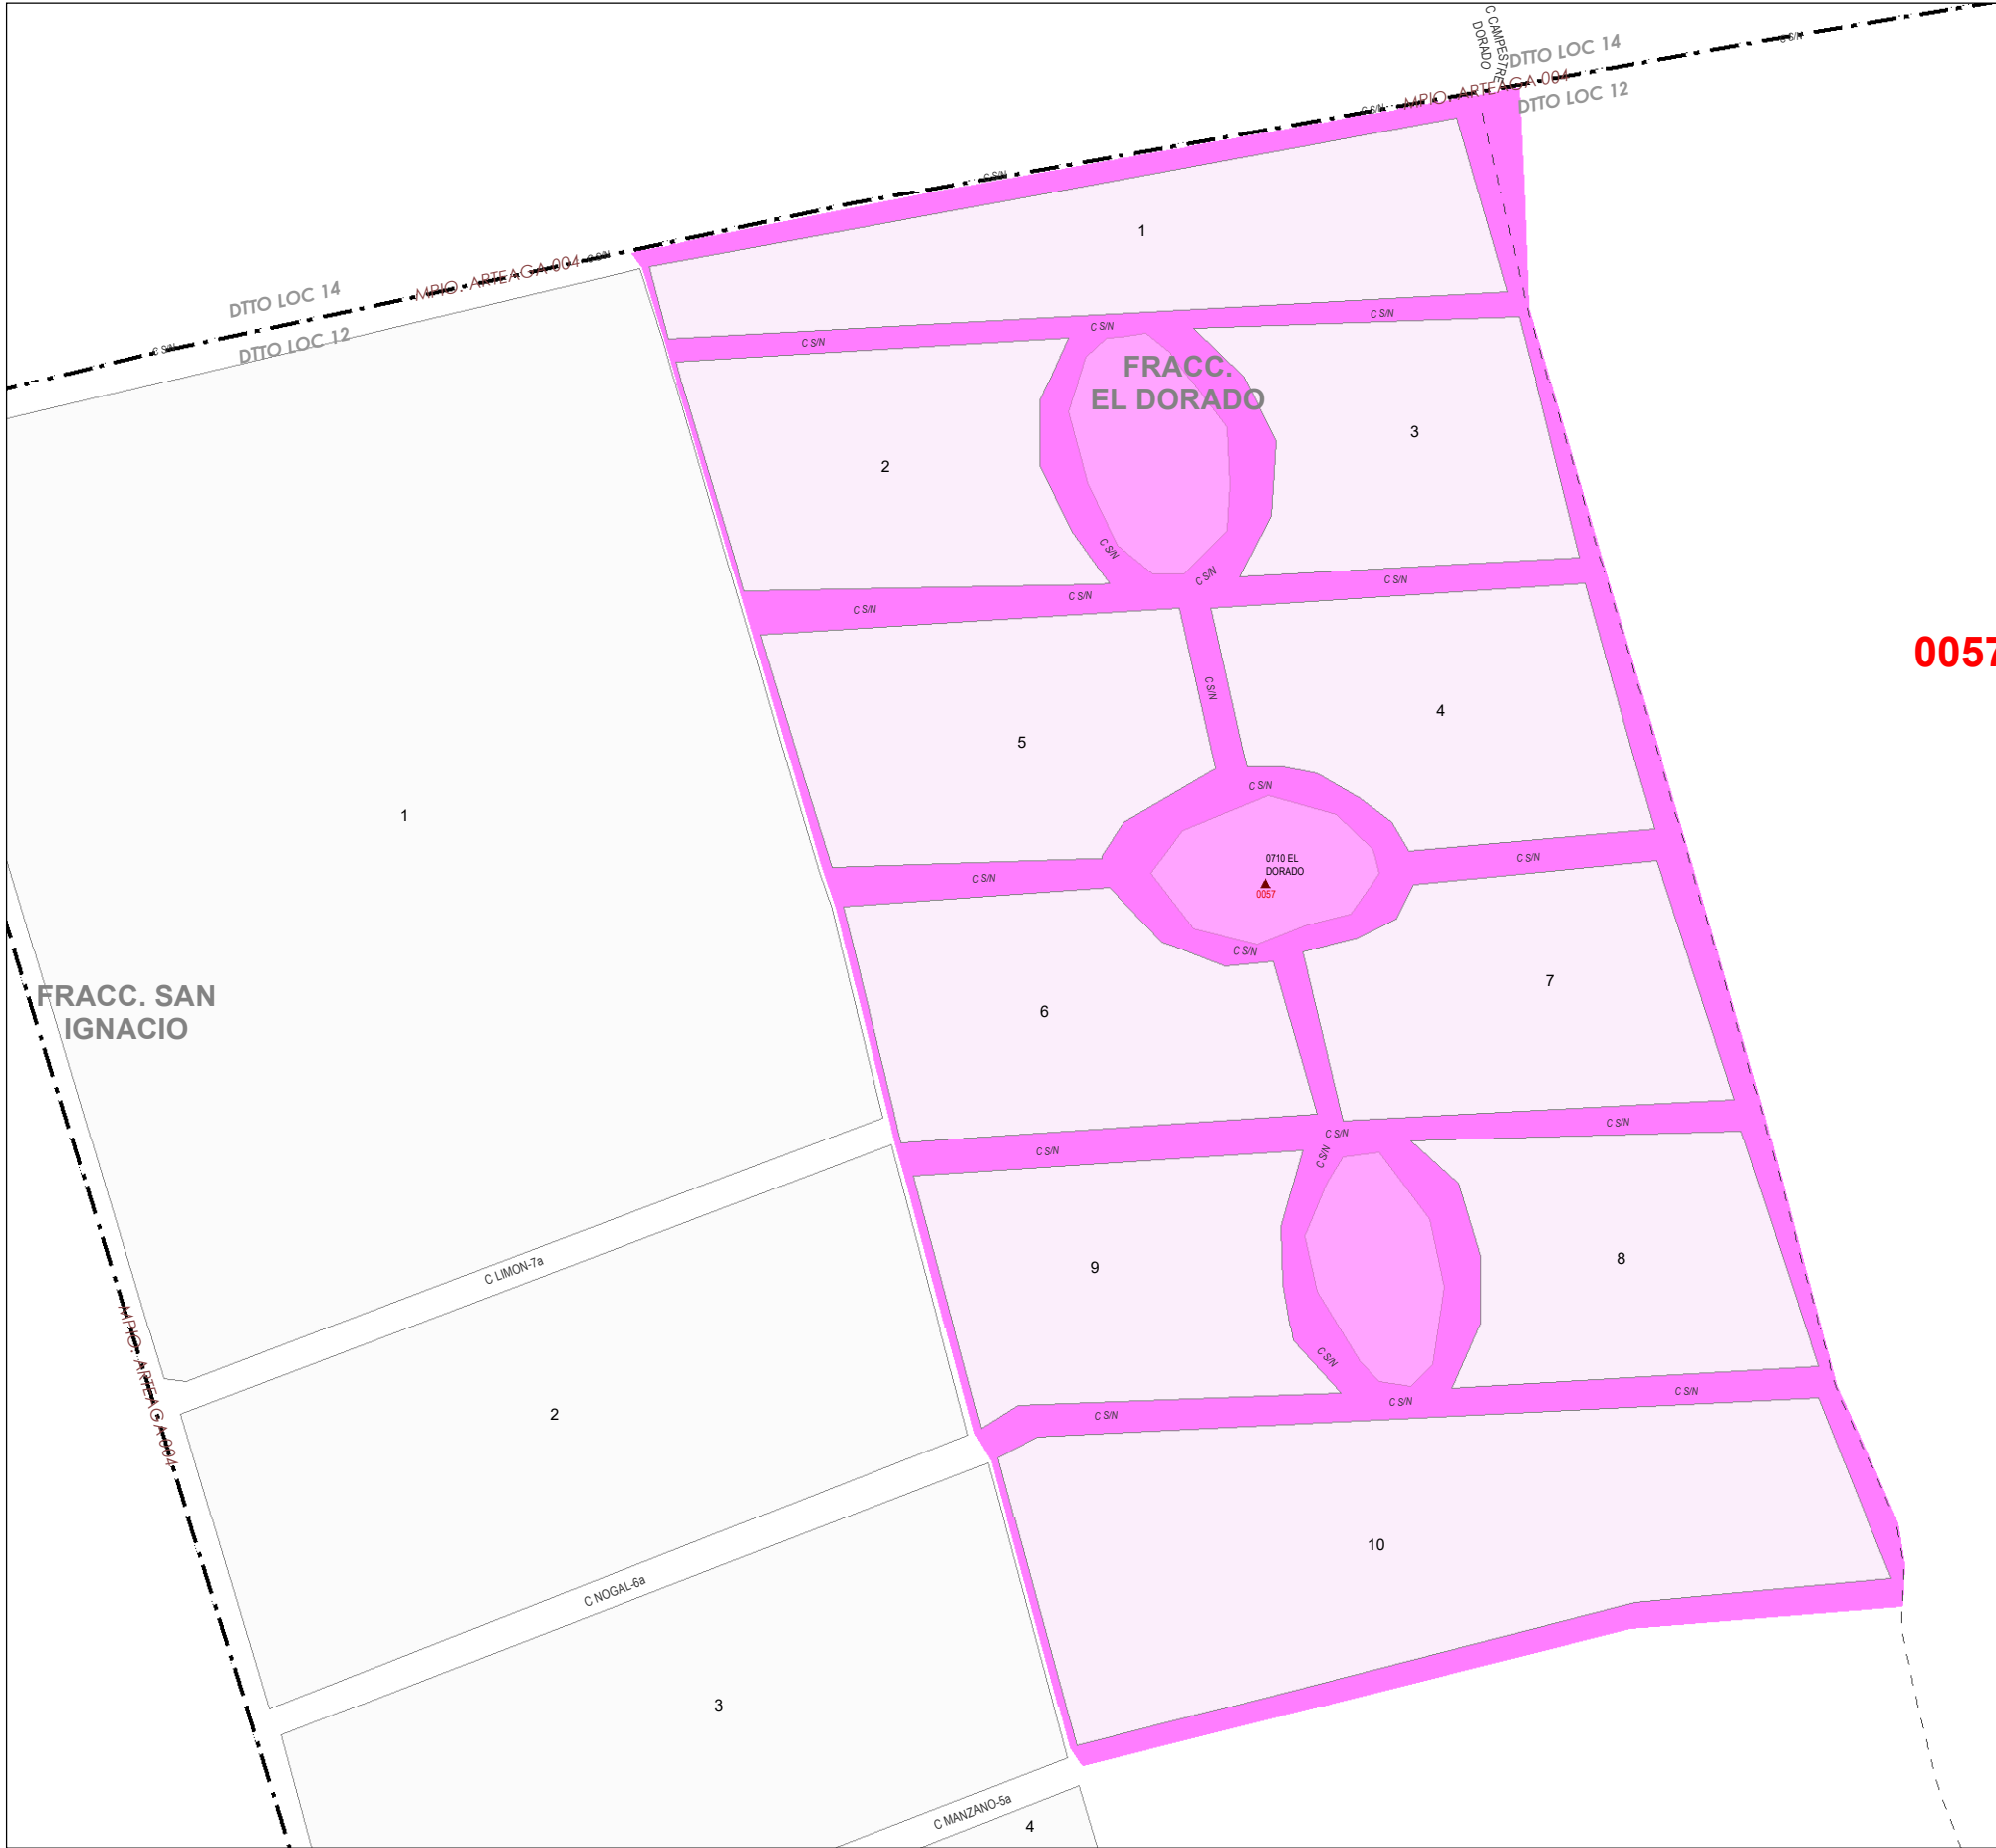 C CAMPESTRE
DORADO
DTTO LOC 14
C S/N
MPIO. ARTEAGA 004
DTTO LOC 12
C S/N
C S/N
C S/N
MPIO. ARTEAGA 004
DTTO LOC 14
DTTO LOC 12
C S/N
1
C S/N
C S/N
C S/N
FRACC.
EL DORADO
2
3
C S/N
C S/N
C S/N
C S/N
C S/N
0057
C S/N
4
5
C S/N
1
0710 EL
DORADO
0057
C S/N
C S/N
C S/N
FRACC. SAN
IGNACIO
6
7
C S/N
C S/N
C S/N
C S/N
9
8
C LIMON-7a
MPIO. ARTEAGA 004
C S/N
C S/N
C S/N
C S/N
2
10
C NOGAL-6a
3
C MANZANO-5a
4